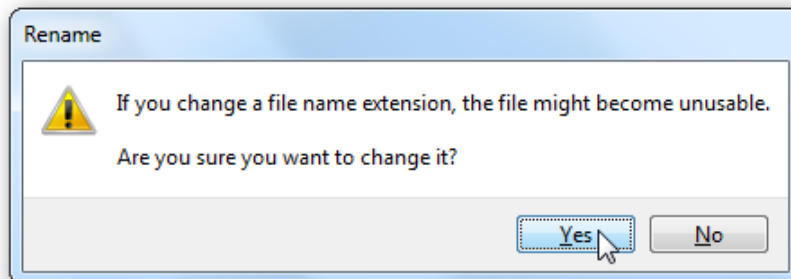 Rename
If you change a file name extension, the file might become unusable.
Are you sure you want to change it?
Yes
No